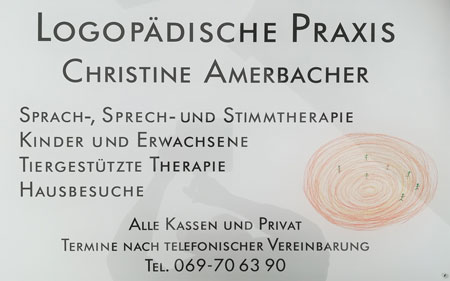 Logopädische Praxis
Christine Amerbacher
Sprach-, Sprech- und Stimmtherapie
Kinder und Erwachsene
Tiergestützte Therapie
Hausbesuche
Alle Kassen und Privat
Termine nach telefonischer Vereinbarung
Tel. 069-70 63 90